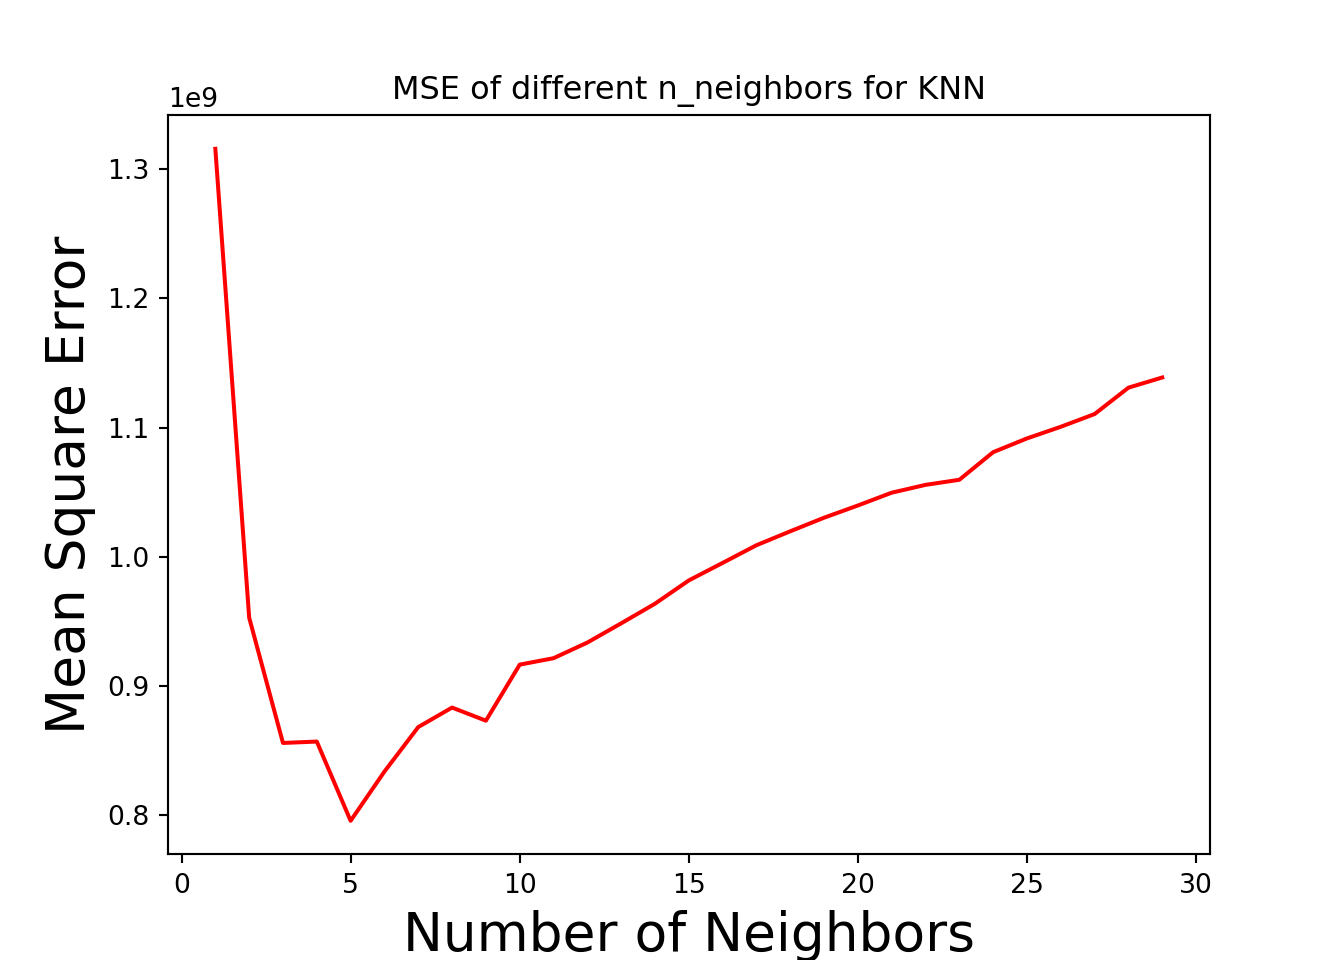 MSE of different n_neighbors for KNN
1e9
1.3
1.2
1.1
1.0
0.9
0.8
Mean Square Error
0 5 10 15 20 25 30
Number of Neighbors